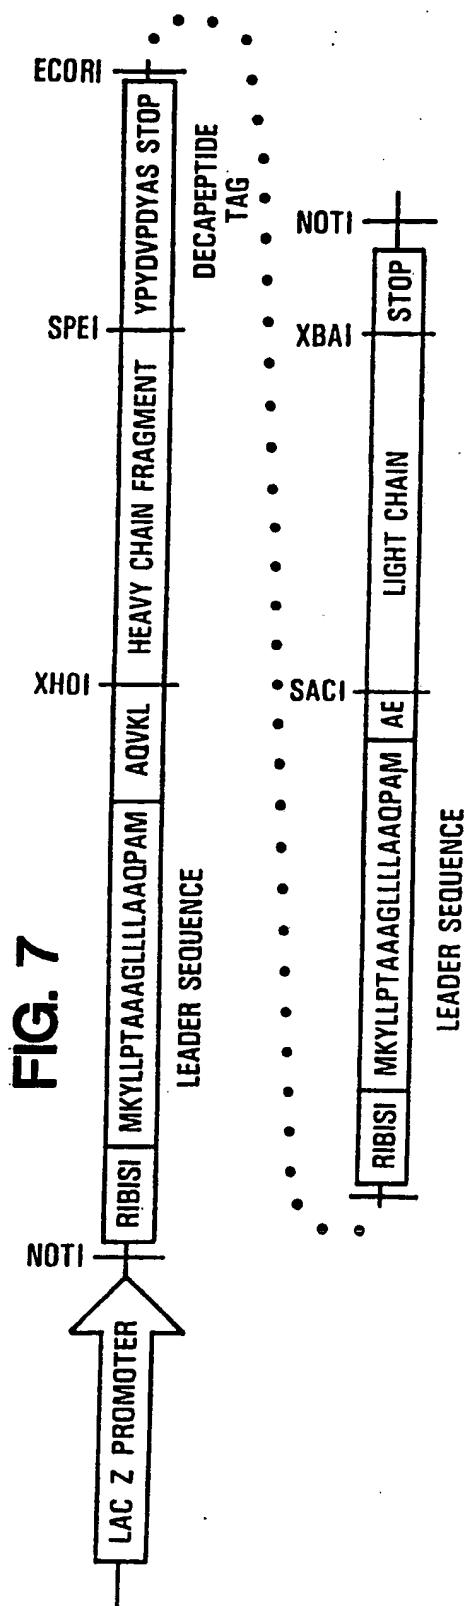 FIG. 7
LAC Z PROMOTER
NOTI
RIBISI
MKYLLPTAAAGLLLLAAQPAM
LEADER SEQUENCE
AQVKL
XHOI
HEAVY CHAIN FRAGMENT
SPEI
YPYDVPDYAS STOP
DECAPEPTIDE
TAG
ECORI
RIBISI
MKYLLPTAAAGLLLLAAQPAM
LEADER SEQUENCE
AE
SACI
LIGHT CHAIN
XBAI
STOP
NOTI